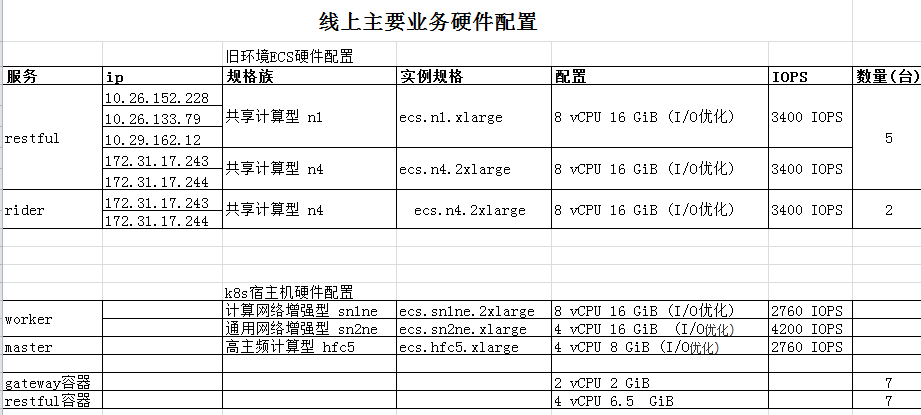 线上主要业务硬件配置
旧环境ECS硬件配置
服务 ip 规格族 实例规格 配置 IOPS 数量(台)
restful 10.26.152.228 共享计算型 n1 ecs.n1.xlarge 8 vCPU 16 GiB (I/O优化) 3400 IOPS 5
10.26.133.79
10.29.162.12
172.31.17.243 共享计算型 n4 ecs.n4.2xlarge 8 vCPU 16 GiB (I/O优化) 3400 IOPS
172.31.17.244
rider 172.31.17.243 共享计算型 n4 ecs.n4.2xlarge 8 vCPU 16 GiB (I/O优化) 3400 IOPS 2
172.31.17.244
k8s宿主机硬件配置
worker 计算网络增强型 sn1ne ecs.sn1ne.2xlarge 8 vCPU 16 GiB (I/O优化) 2760 IOPS
通用网络增强型 sn2ne ecs.sn2ne.xlarge 4 vCPU 16 GiB (I/O优化) 4200 IOPS
master 高主频计算型 hfc5 ecs.hfc5.xlarge 4 vCPU 8 GiB (I/O优化) 2760 IOPS
gateway容器 2 vCPU 2 GiB 7
restful容器 4 vCPU 6.5 GiB 7